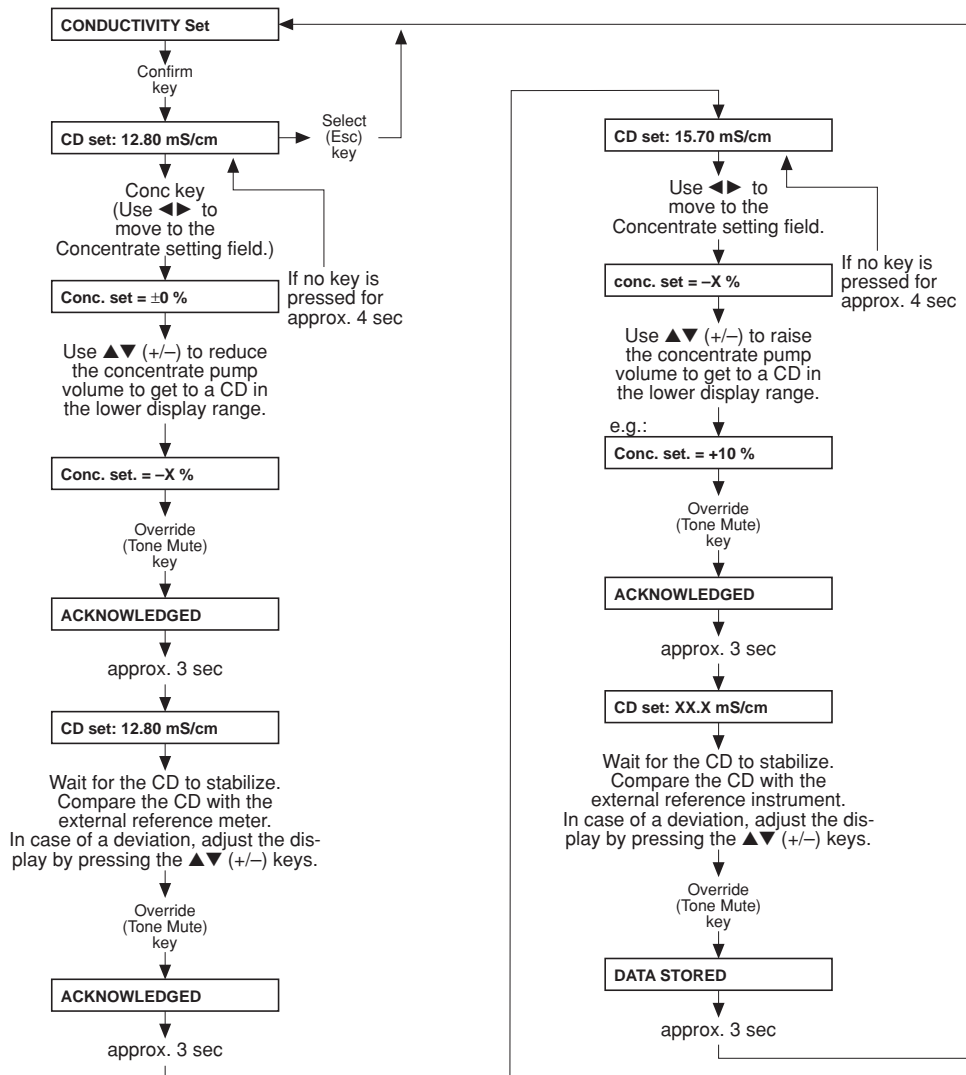 CONDUCTIVITY Set
Confirm
key
CD set: 12.80 mS/cm
Select
(Esc)
key
Conc key
(Use ◀▶ to
move to the
Concentrate setting field.)
If no key is
pressed for
approx. 4 sec
Conc. set = ±0 %
Use ▲▼ (+/–) to reduce
the concentrate pump
volume to get to a CD in
the lower display range.
Conc. set. = –X %
Override
(Tone Mute)
key
ACKNOWLEDGED
approx. 3 sec
CD set: 12.80 mS/cm
Wait for the CD to stabilize.
Compare the CD with the
external reference meter.
In case of a deviation, adjust the dis-
play by pressing the ▲▼ (+/–) keys.
Override
(Tone Mute)
key
ACKNOWLEDGED
approx. 3 sec
CD set: 15.70 mS/cm
Use ◀▶ to
move to the
Concentrate setting field.
If no key is
pressed for
approx. 4 sec
conc. set = –X %
Use ▲▼ (+/–) to raise
the concentrate pump
volume to get to a CD in
the lower display range.
e.g.:
Conc. set. = +10 %
Override
(Tone Mute)
key
ACKNOWLEDGED
approx. 3 sec
CD set: XX.X mS/cm
Wait for the CD to stabilize.
Compare the CD with the
external reference instrument.
In case of a deviation, adjust the dis-
play by pressing the ▲▼ (+/–) keys.
Override
(Tone Mute)
key
DATA STORED
approx. 3 sec